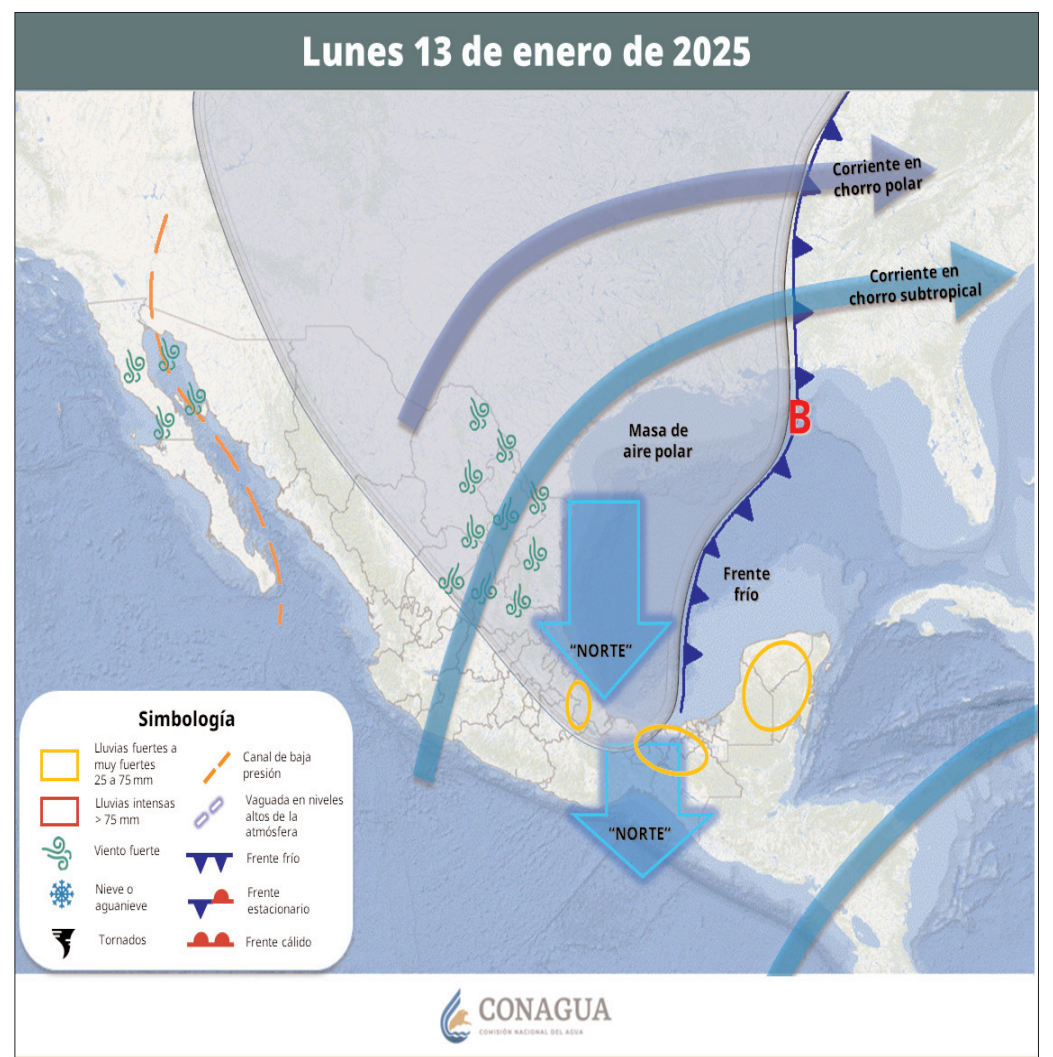 Lunes 13 de enero de 2025
Corriente en
chorro polar
Corriente en
chorro subtropical
B
Masa de
aire polar
Frente
frío
“NORTE”
“NORTE”
Simbología
Lluvias fuertes a
muy fuertes
25 a 75 mm
Lluvias intensas
> 75 mm
Viento fuerte
Nieve o
aguanieve
Tornados
Canal de baja
presión
Vaguada en niveles
altos de la
atmósfera
Frente frío
Frente
estacionario
Frente cálido
CONAGUA
COMISIÓN NACIONAL DEL AGUA